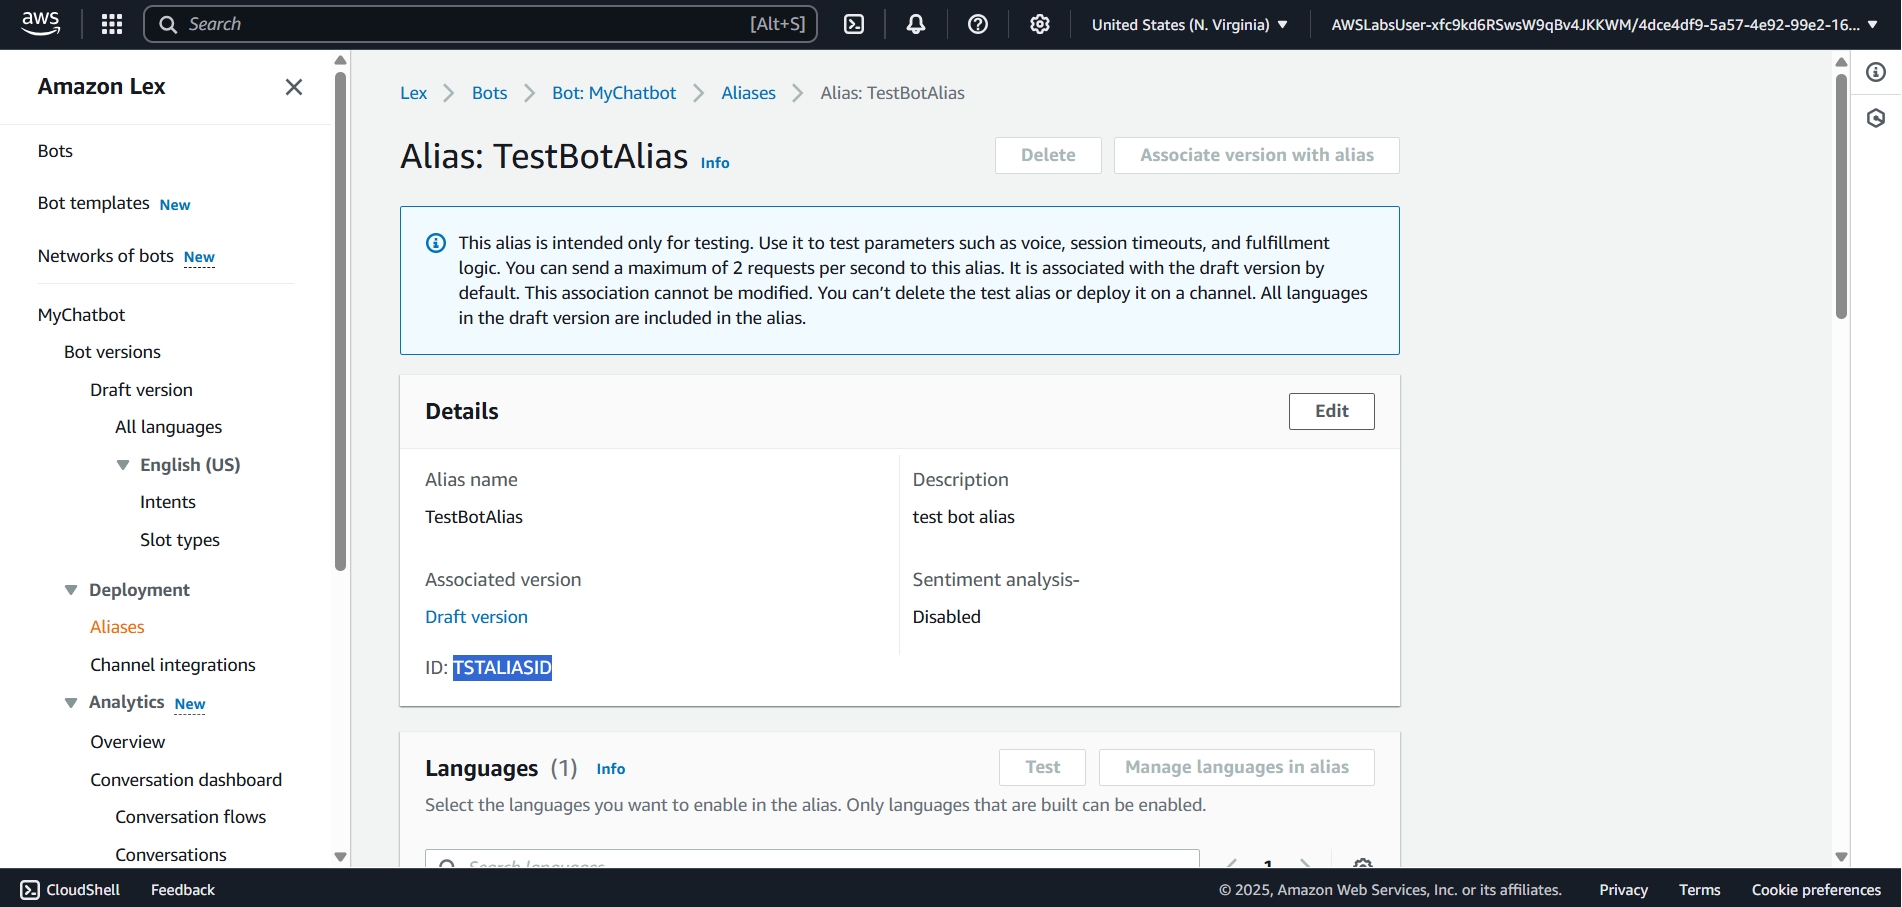 aws
Search
[Alt+S]
United States (N. Virginia)
AWSLabsUser-xfc9kd6RSwsW9qBv4JKKWM/4dce4df9-5a57-4e92-99e2-16...
Amazon Lex
Bots
Bot templates New
Networks of bots New
MyChatbot
Bot versions
Draft version
All languages
English (US)
Intents
Slot types
Deployment
Aliases
Channel integrations
Analytics New
Overview
Conversation dashboard
Conversation flows
Conversations
Lex
Bots
Bot: MyChatbot
Aliases
Alias: TestBotAlias
Alias: TestBotAlias Info
Delete
Associate version with alias
This alias is intended only for testing. Use it to test parameters such as voice, session timeouts, and fulfillment
logic. You can send a maximum of 2 requests per second to this alias. It is associated with the draft version by
default. This association cannot be modified. You can’t delete the test alias or deploy it on a channel. All languages
in the draft version are included in the alias.
Details
Edit
Alias name
TestBotAlias
Description
test bot alias
Associated version
Draft version
Sentiment analysis-
Disabled
ID: TSTALIASID
Languages (1) Info
Test
Manage languages in alias
Select the languages you want to enable in the alias. Only languages that are built can be enabled.
Search languages
1
CloudShell
Feedback
© 2025, Amazon Web Services, Inc. or its affiliates.
Privacy
Terms
Cookie preferences